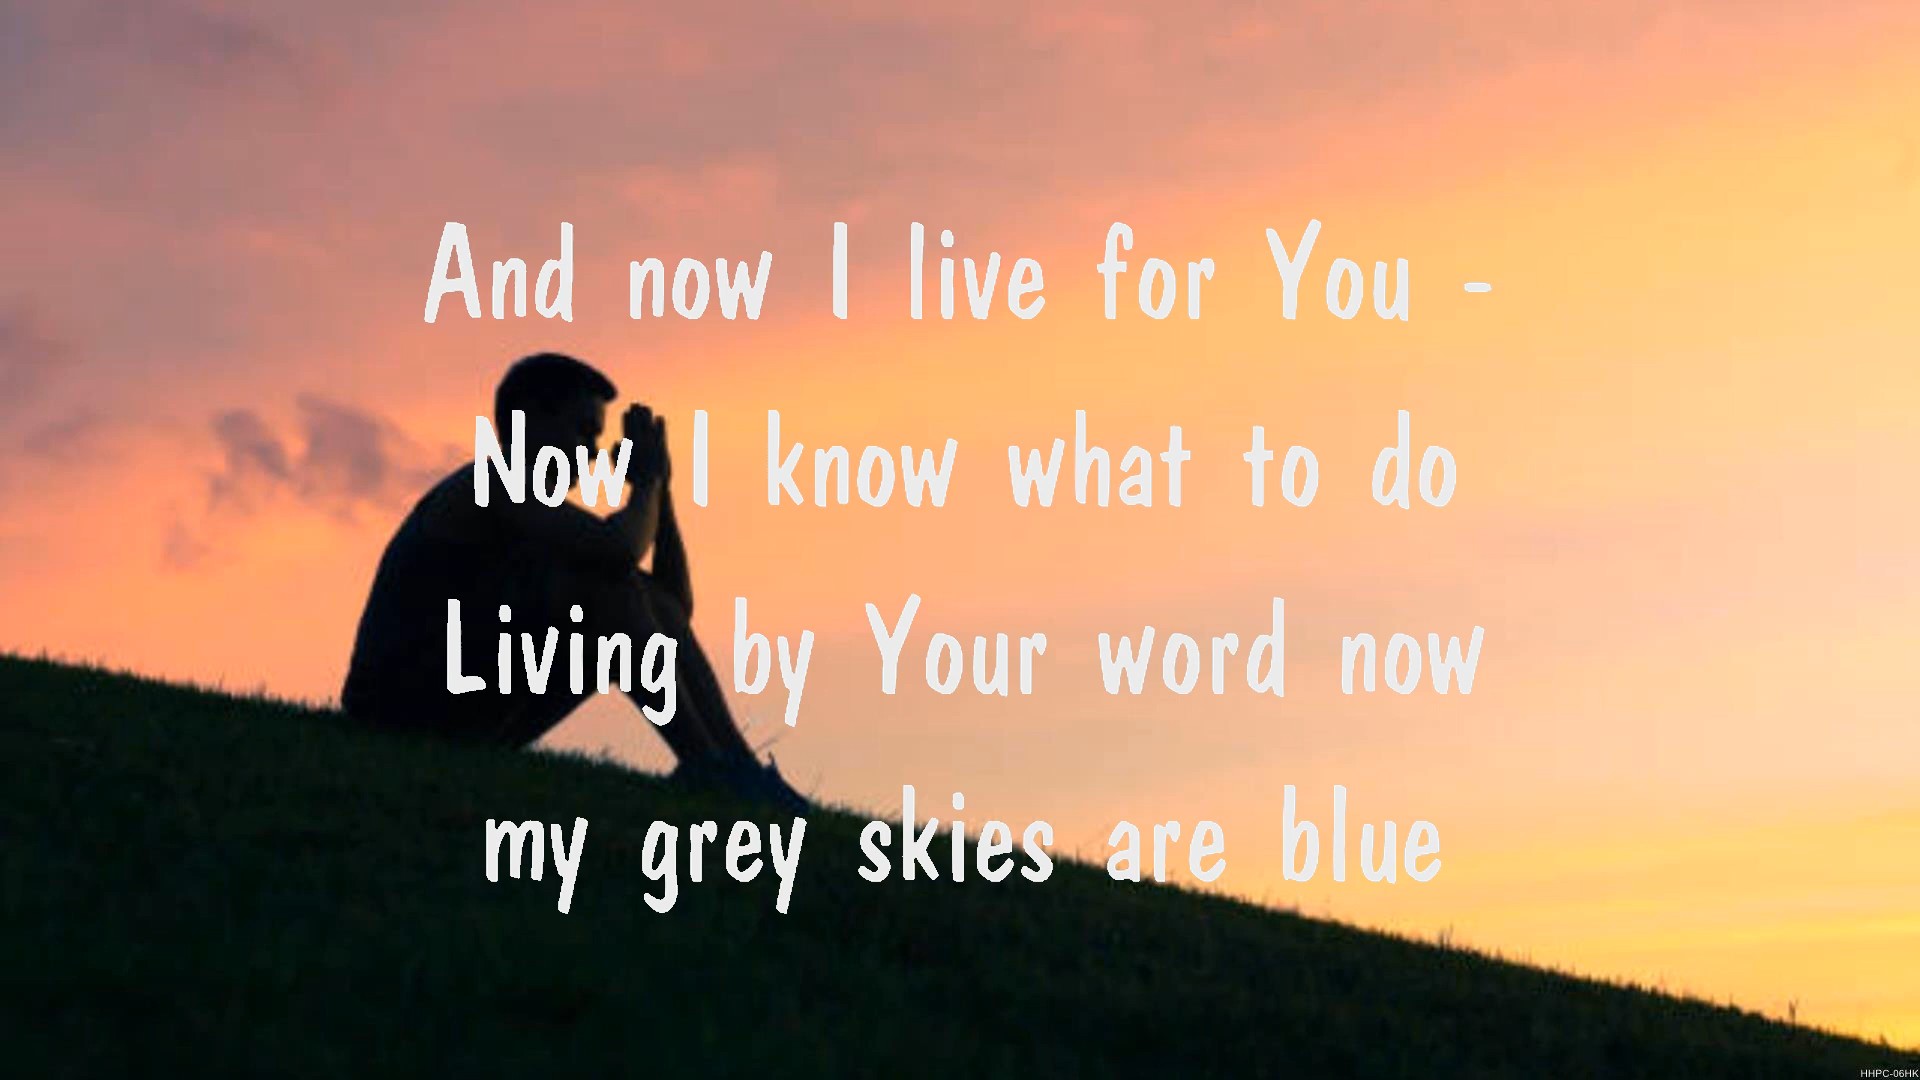 And now I live for You -
Now I know what to do
Living by Your word now
my grey skies are blue
HHPC-06HK